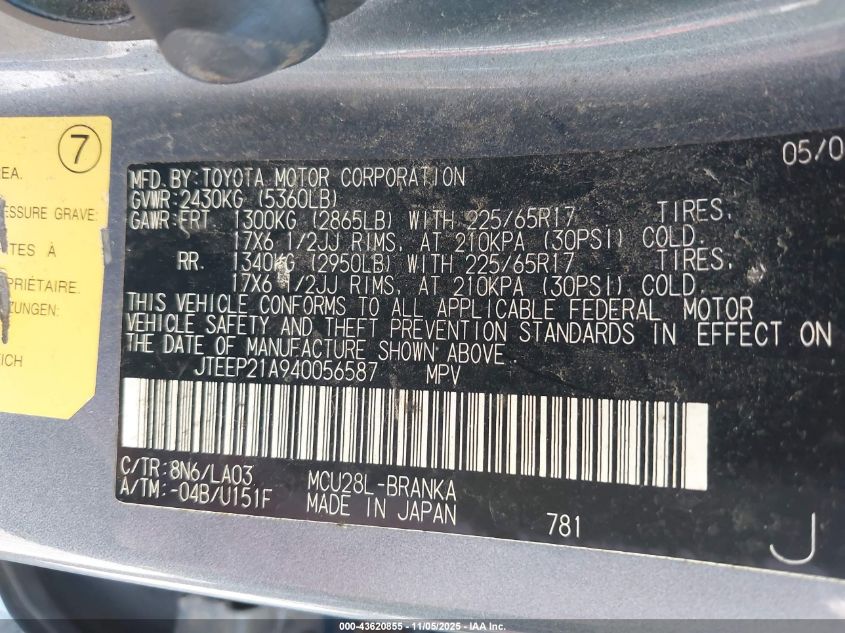 7
EA.
ESSURE GRAVE
TES À
PRIÉTAIRE.
ZUNGEN:
ICH
05/0
MFD. BY: TOYOTA MOTOR CORPORATION
GVWR: 2430KG (5360LB)
GAWR: FRT 1300KG (2865LB) WITH 225/65R17 TIRES,
17X6 1/2JJ RIMS, AT 210KPA (30PSI) COLD.
RR. 1340KG (2950LB) WITH 225/65R17 TIRES,
17X6 1/2JJ RIMS, AT 210KPA (30PSI) COLD.
THIS VEHICLE CONFORMS TO ALL APPLICABLE FEDERAL MOTOR
VEHICLE SAFETY AND THEFT PREVENTION STANDARDS IN EFFECT ON
THE DATE OF MANUFACTURE SHOWN ABOVE.
JTEEP21A940056587 MPV
C/TR: 8N6/LA03 MCU28L-BRANKA
A/TM: -04B/U151F MADE IN JAPAN 781 J
000-43620855 - 11/05/2025 - IAA Inc.